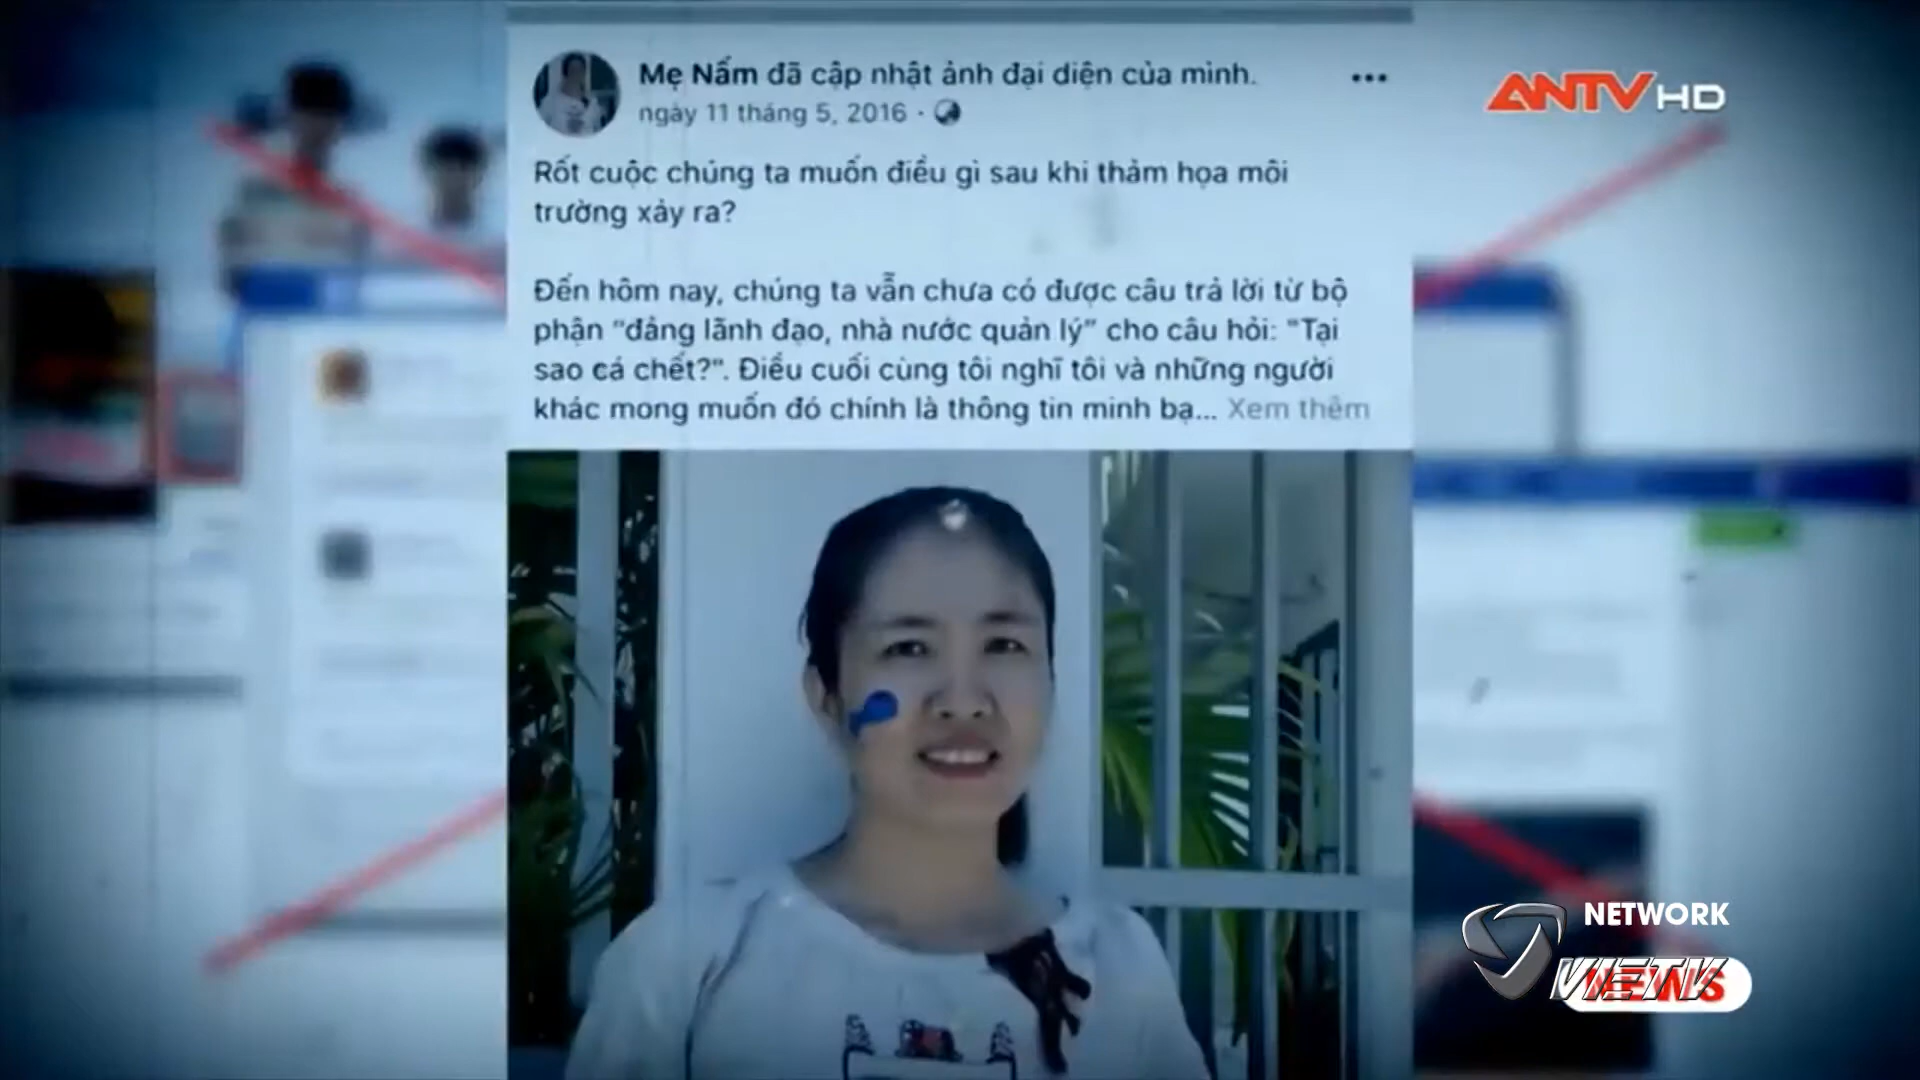 Mẹ Nấm đã cập nhật ảnh đại diện của mình.
ngày 11 tháng 5, 2016 ·
ANTV HD
Rốt cuộc chúng ta muốn điều gì sau khi thảm họa môi
trường xảy ra?
Đến hôm nay, chúng ta vẫn chưa có được câu trả lời từ bộ
phận "đảng lãnh đạo, nhà nước quản lý" cho câu hỏi: "Tại
sao cá chết?". Điều cuối cùng tôi nghĩ tôi và những người
khác mong muốn đó chính là thông tin minh bạ... Xem thêm
NETWORK
VIETV
NEWS